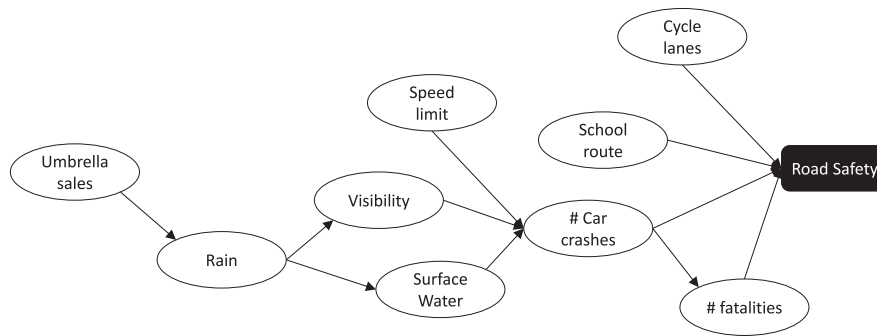 Cycle
lanes
Speed
limit
School
route
Road Safety
Umbrella
sales
Visibility
# Car
crashes
Rain
Surface
Water
# fatalities